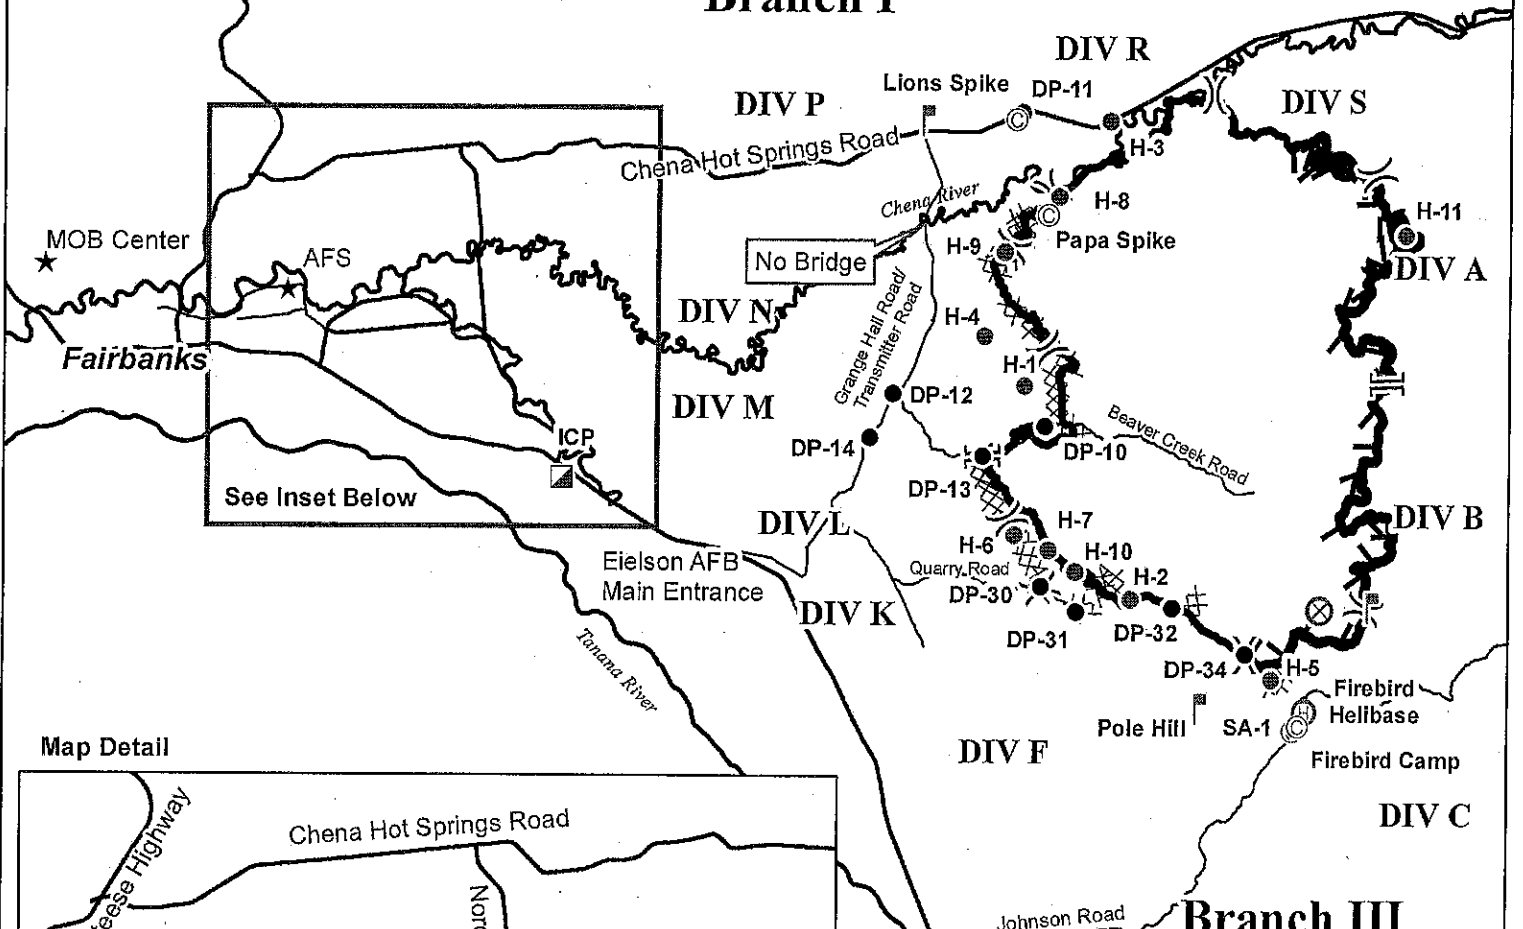 Branch I
DIV R
Lions Spike
DP-11
DIV P
DIV S
Chena Hot Springs Road
H-3
Chena River
H-8
H-11
MOB Center
AFS
H-9
Papa Spike
No Bridge
DIV A
DIV N
Grange Hall Road/
Transmitter Road
H-4
Fairbanks
H-1
DIV M
DP-12
Beaver Creek Road
ICP
DP-14
DP-10
See Inset Below
DP-13
DIV L
H-7
DIV B
H-6
H-10
Eielson AFB
Main Entrance
Quarry Road
H-2
DP-30
DIV K
DP-31
DP-32
Tanana River
DP-34
H-5
Firebird
Helibase
Pole Hill
SA-1
Map Detail
DIV F
Firebird Camp
Chena Hot Springs Road
DIV C
eese Highway
Nor
Johnson Road
Branch III